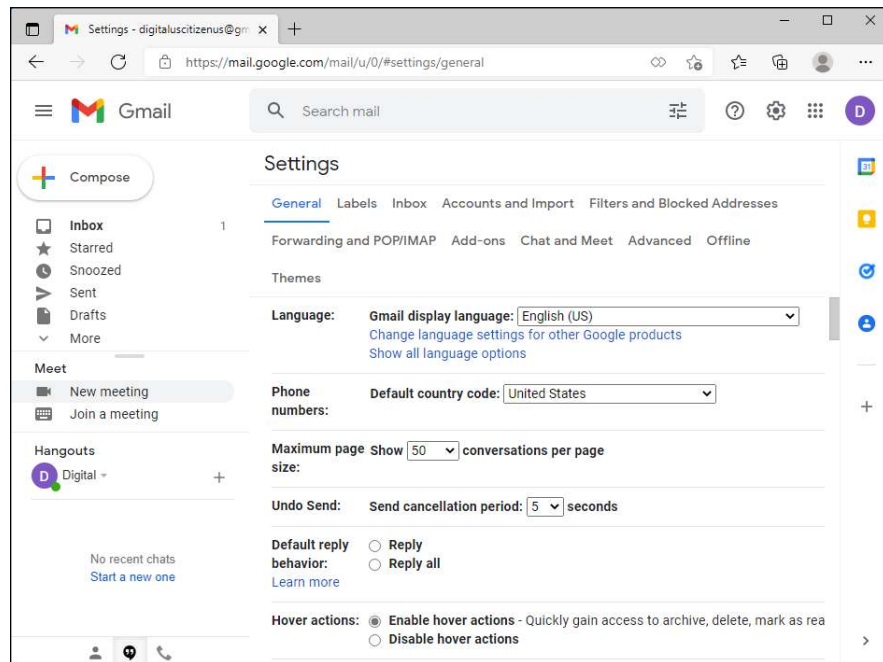 Settings - digitaluscitizenus@gm
https://mail.google.com/mail/u/0/#settings/general
Gmail
Search mail
D
Compose
Inbox 1
Starred
Snoozed
Sent
Drafts
More
Meet
New meeting
Join a meeting
Hangouts
D Digital
No recent chats
Start a new one
Settings
General Labels Inbox Accounts and Import Filters and Blocked Addresses
Forwarding and POP/IMAP Add-ons Chat and Meet Advanced Offline
Themes
Language: Gmail display language: English (US)
Change language settings for other Google products
Show all language options
Phone numbers: Default country code: United States
Maximum page size: Show 50 conversations per page
Undo Send: Send cancellation period: 5 seconds
Default reply behavior: Reply
Reply all
Learn more
Hover actions: Enable hover actions - Quickly gain access to archive, delete, mark as rea
Disable hover actions
31